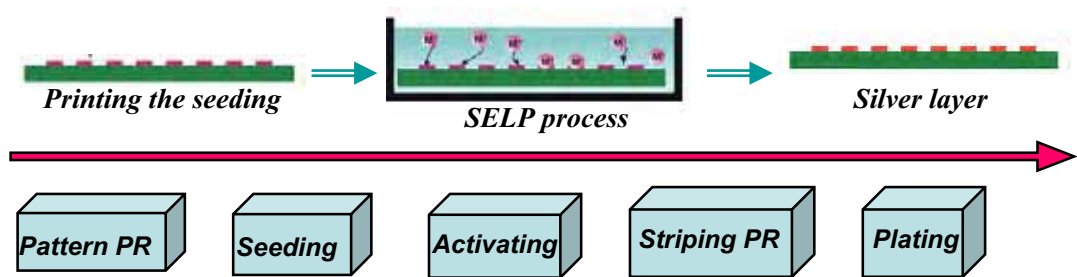 Printing the seeding
SELP process
Silver layer
Pattern PR
Seeding
Activating
Striping PR
Plating